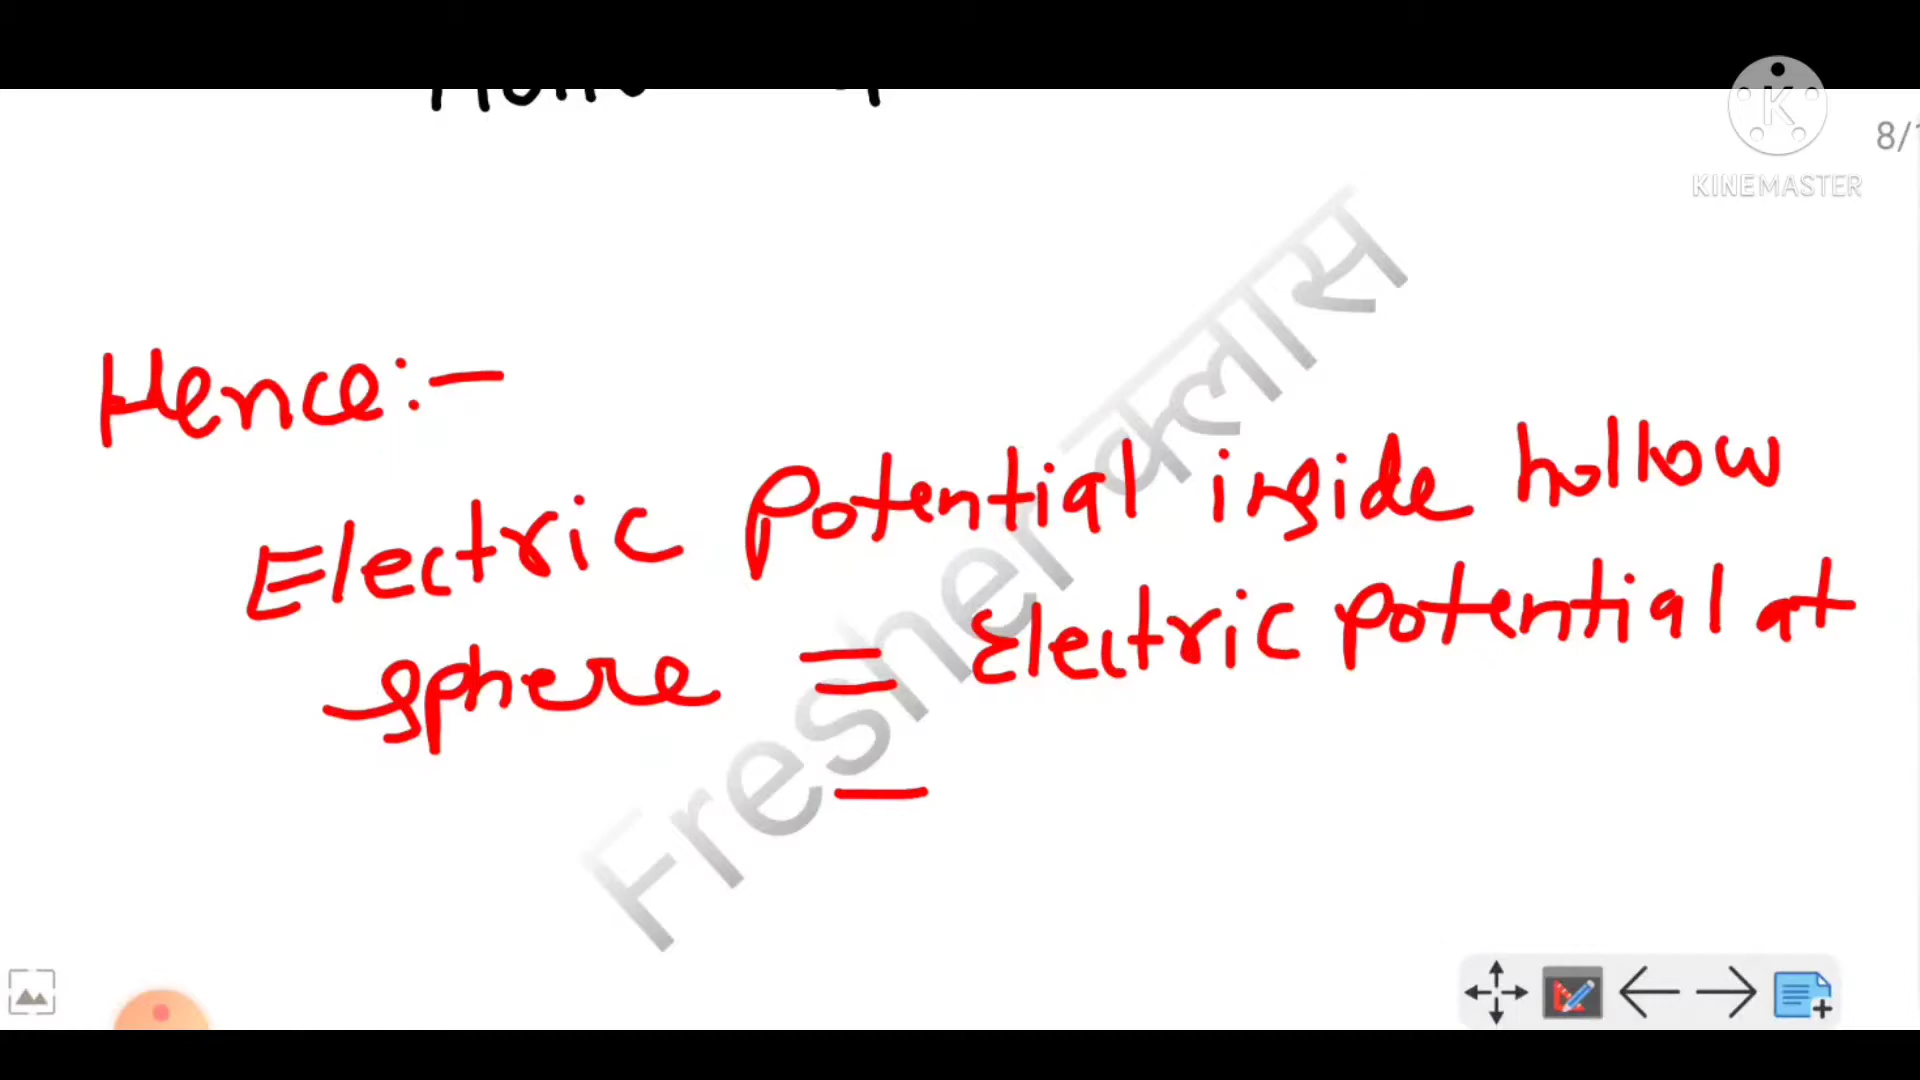 KINEMASTER
8/
Hence:-
Electric potential inside hollow
sphere = Electric potential at
Fresher क्लास